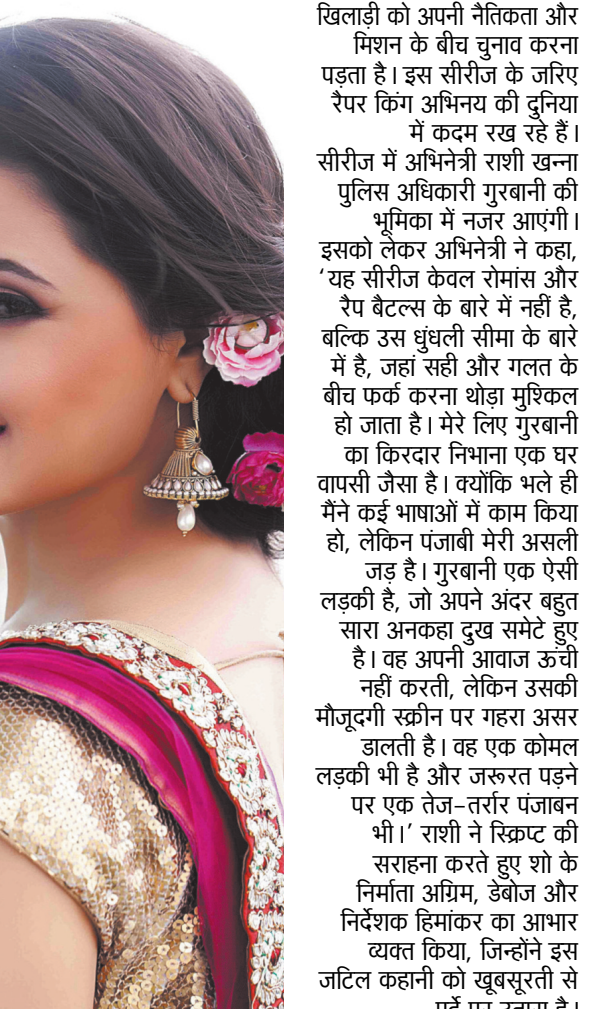 खिलाड़ी को अपनी नैतिकता और
मिशन के बीच चुनाव करना
पड़ता है। इस सीरीज के जरिए
रैपर किंग अभिनय की दुनिया
में कदम रख रहे हैं।
सीरीज में अभिनेत्री राशी खन्ना
पुलिस अधिकारी गुरबानी की
भूमिका में नजर आएंगी।
इसको लेकर अभिनेत्री ने कहा,
‘यह सीरीज केवल रोमांस और
रैप बैटल्स के बारे में नहीं है,
बल्कि उस धुंधली सीमा के बारे
में है, जहां सही और गलत के
बीच फर्क करना थोड़ा मुश्किल
हो जाता है। मेरे लिए गुरबानी
का किरदार निभाना एक घर
वापसी जैसा है। क्योंकि भले ही
मैंने कई भाषाओं में काम किया
हो, लेकिन पंजाबी मेरी असली
जड़ है। गुरबानी एक ऐसी
लड़की है, जो अपने अंदर बहुत
सारा अनकहा दुख समेटे हुए
है। वह अपनी आवाज ऊंची
नहीं करती, लेकिन उसकी
मौजूदगी स्क्रीन पर गहरा असर
डालती है। वह एक कोमल
लड़की भी है और जरूरत पड़ने
पर एक तेज-तर्रार पंजाबन
भी।’ राशी ने स्क्रिप्ट की
सराहना करते हुए शो के
निर्माता अग्रिम, डेबोज और
निर्देशक हिमांकर का आभार
व्यक्त किया, जिन्होंने इस
जटिल कहानी को खूबसूरती से